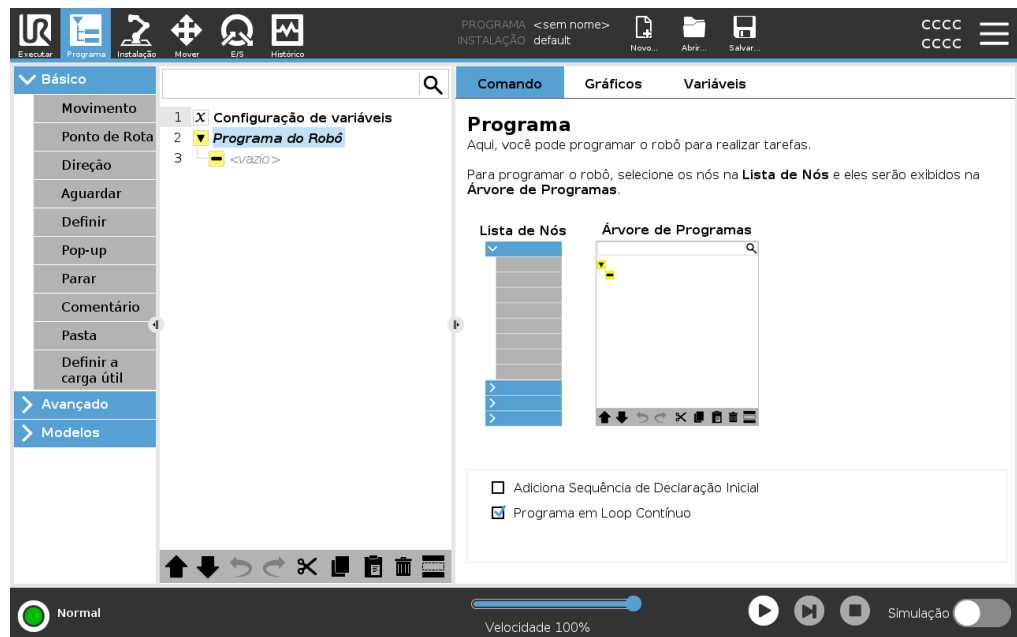 UR
Executar
Programa
Instalação
Mover
E/S
Histórico
PROGRAMA <sem nome>
INSTALAÇÃO default
Novo...
Abrir...
Salvar...
CCCC
CCCC
Básico
Movimento
Ponto de Rota
Direção
Aguardar
Definir
Pop-up
Parar
Comentário
Pasta
Definir a
carga útil
Avançado
Modelos
1 X Configuração de variáveis
2 Programa do Robô
3 <vazio>
Comando Gráficos Variáveis
Programa
Aqui, você pode programar o robô para realizar tarefas.
Para programar o robô, selecione os nós na Lista de Nós e eles serão exibidos na
Árvore de Programas.
Lista de Nós
Árvore de Programas
Adiciona Sequência de Declaração Inicial
Programa em Loop Contínuo
Normal
Velocidade 100%
Simulação